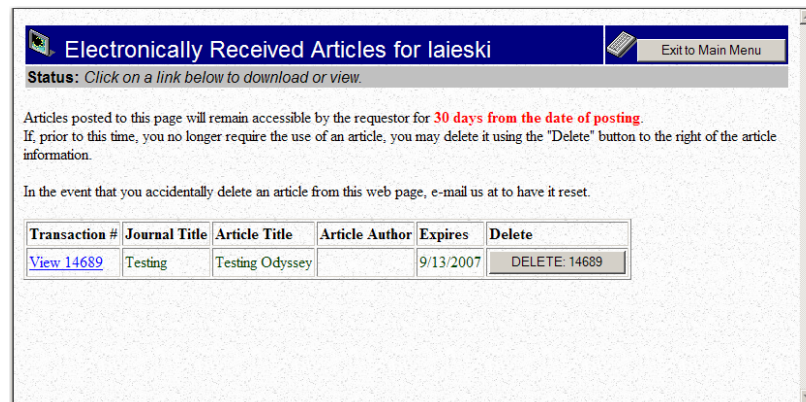 Electronically Received Articles for laieski
Exit to Main Menu
Status: Click on a link below to download or view.
Articles posted to this page will remain accessible by the requestor for 30 days from the date of posting.
If, prior to this time, you no longer require the use of an article, you may delete it using the "Delete" button to the right of the article
information.
In the event that you accidentally delete an article from this web page, e-mail us at to have it reset.
Transaction # Journal Title Article Title Article Author Expires Delete
View 14689 Testing Testing Odyssey 9/13/2007 DELETE: 14689